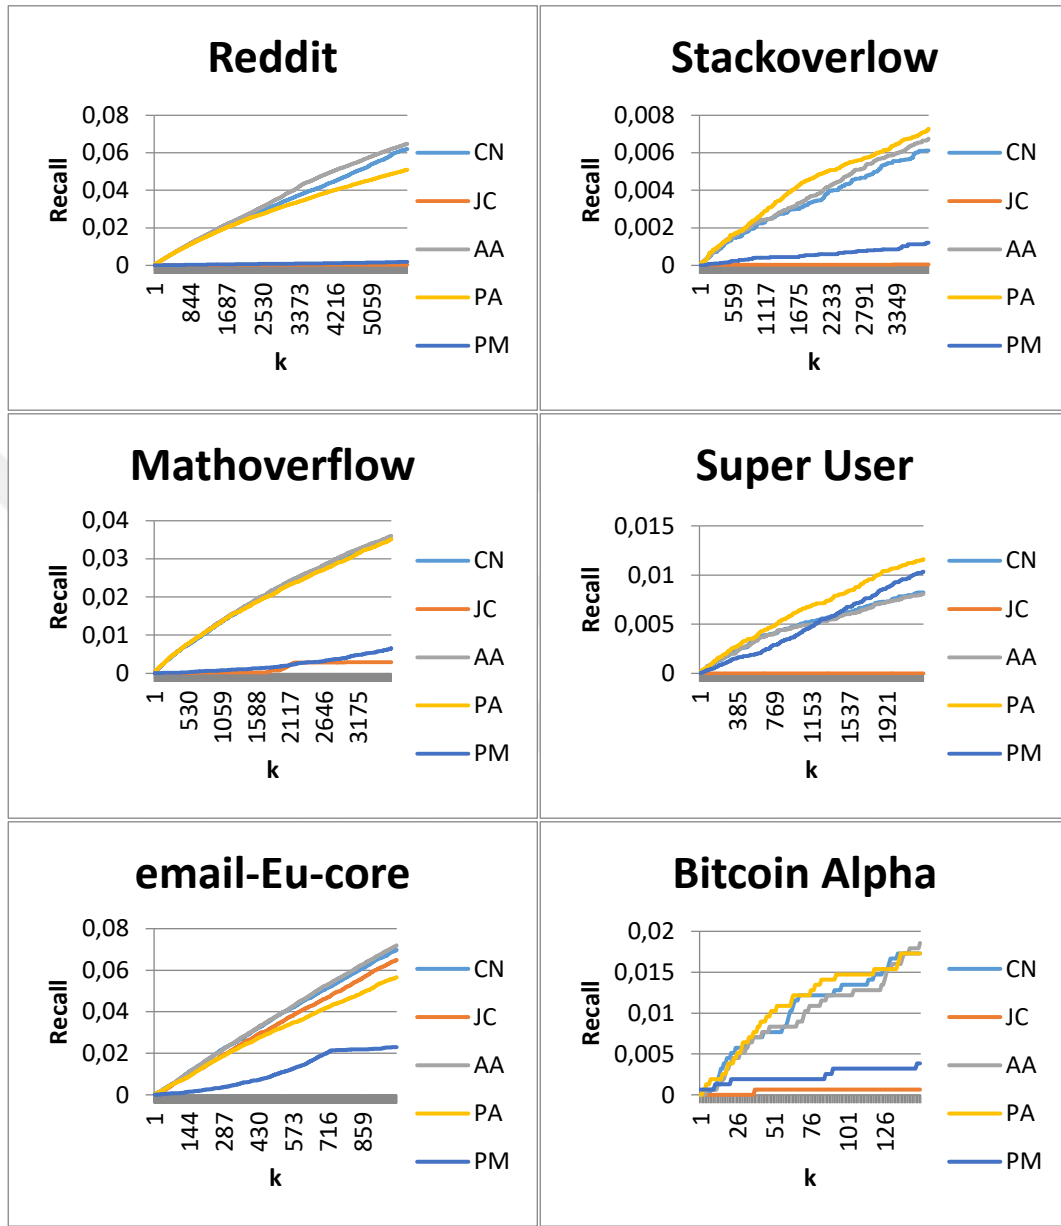 Reddit
0,08
0,06
0,04
0,02
0
Recall
1
844
1687
2530
3373
4216
5059
k
CN
JC
AA
PA
PM
Stackoverlow
0,008
0,006
0,004
0,002
0
Recall
1
559
1117
1675
2233
2791
3349
k
CN
JC
AA
PA
PM
Mathoverflow
0,04
0,03
0,02
0,01
0
Recall
1
530
1059
1588
2117
2646
3175
k
CN
JC
AA
PA
PM
Super User
0,015
0,01
0,005
0
Recall
1
385
769
1153
1537
1921
k
CN
JC
AA
PA
PM
email-Eu-core
0,08
0,06
0,04
0,02
0
Recall
1
144
287
430
573
716
859
k
CN
JC
AA
PA
PM
Bitcoin Alpha
0,02
0,015
0,01
0,005
0
Recall
1
26
51
76
101
126
k
CN
JC
AA
PA
PM